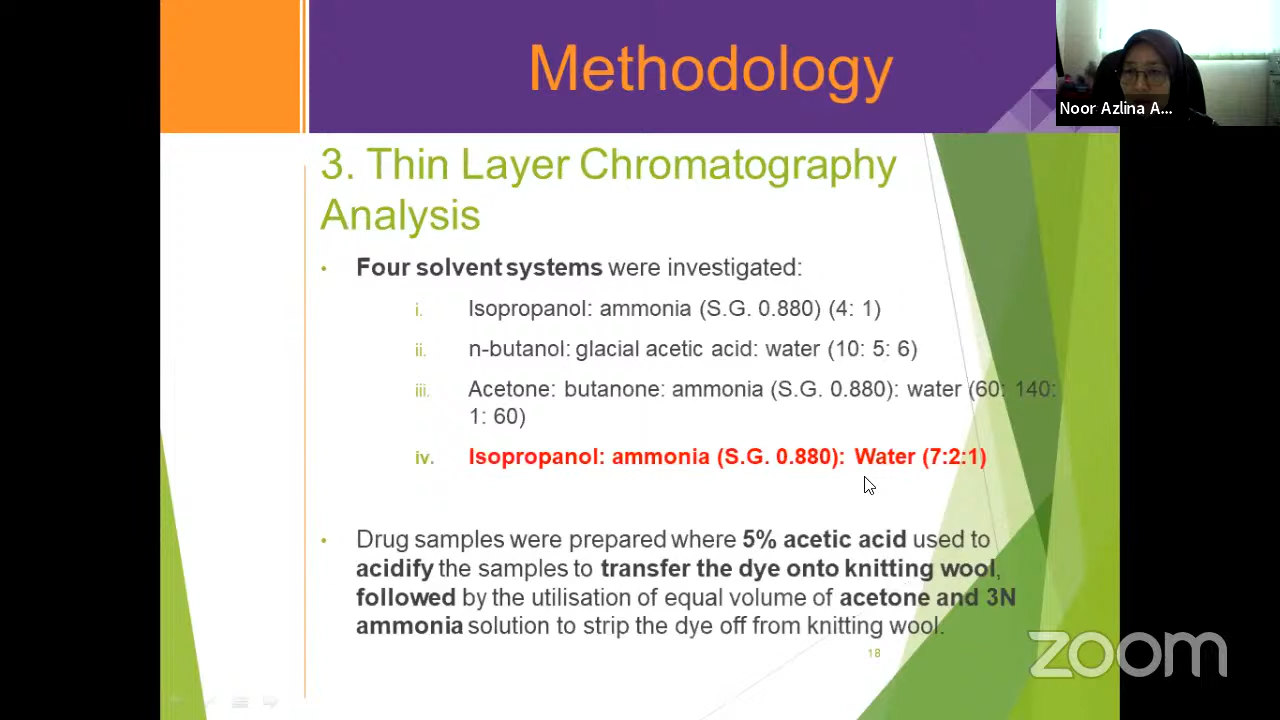 Methodology
Noor Azlina A...
3. Thin Layer Chromatography
Analysis
• Four solvent systems were investigated:
i. Isopropanol: ammonia (S.G. 0.880) (4: 1)
ii. n-butanol: glacial acetic acid: water (10: 5: 6)
iii. Acetone: butanone: ammonia (S.G. 0.880): water (60: 140:
1: 60)
iv. Isopropanol: ammonia (S.G. 0.880): Water (7:2:1)
• Drug samples were prepared where 5% acetic acid used to
acidify the samples to transfer the dye onto knitting wool,
followed by the utilisation of equal volume of acetone and 3N
ammonia solution to strip the dye off from knitting wool.
18
zoom